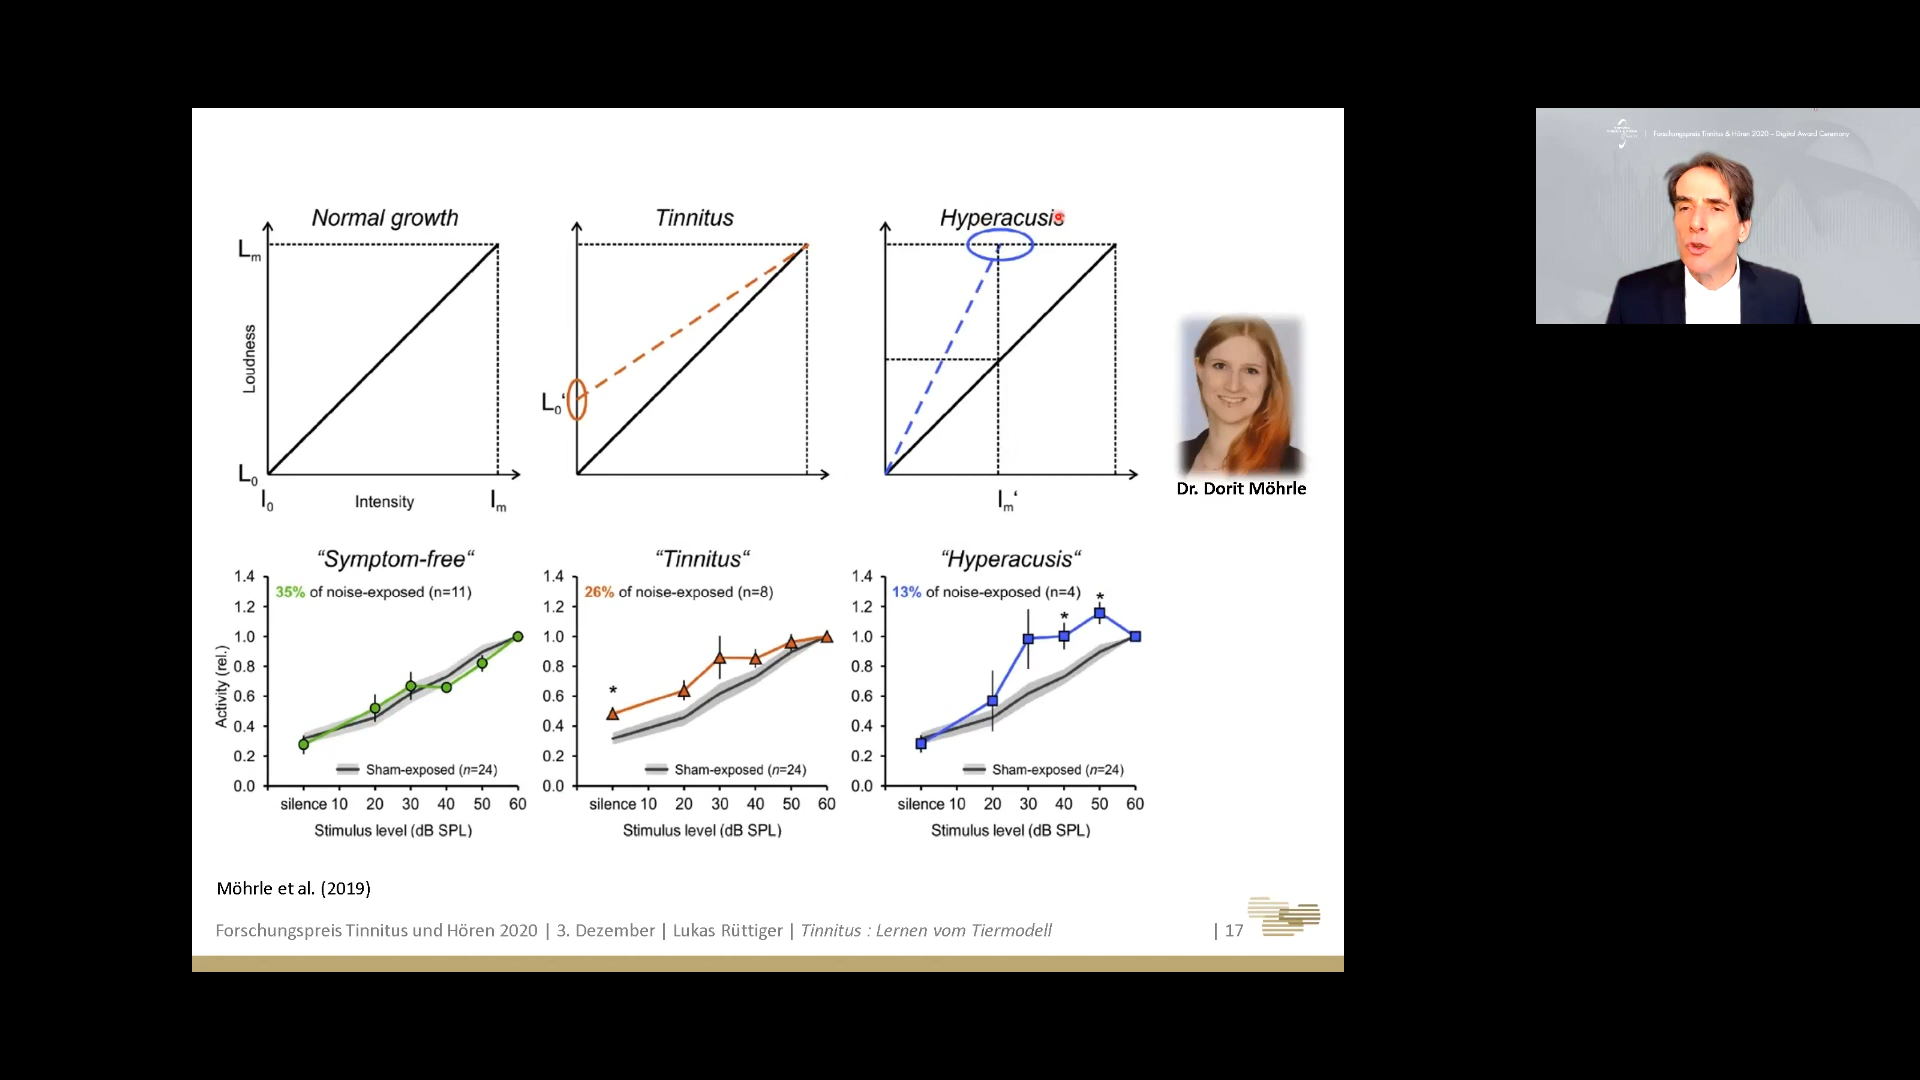 Forschungspreis Tinnitus & Hören 2020 – Digital Award Ceremony
Normal growth
Tinnitus
Hyperacusis
Lm
Loudness
L0
I0
Intensity
Im
L0‘
Im‘
Dr. Dorit Möhrle
“Symptom-free“
“Tinnitus“
“Hyperacusis“
35% of noise-exposed (n=11)
26% of noise-exposed (n=8)
13% of noise-exposed (n=4)
Activity (rel.)
1.4
1.2
1.0
0.8
0.6
0.4
0.2
0.0
Sham-exposed (n=24)
silence 10 20 30 40 50 60
Stimulus level (dB SPL)
*
1.4
1.2
1.0
0.8
0.6
0.4
0.2
0.0
Sham-exposed (n=24)
silence 10 20 30 40 50 60
Stimulus level (dB SPL)
* *
1.4
1.2
1.0
0.8
0.6
0.4
0.2
0.0
Sham-exposed (n=24)
silence 10 20 30 40 50 60
Stimulus level (dB SPL)
Möhrle et al. (2019)
Forschungspreis Tinnitus und Hören 2020 | 3. Dezember | Lukas Rüttiger | Tinnitus : Lernen vom Tiermodell | 17